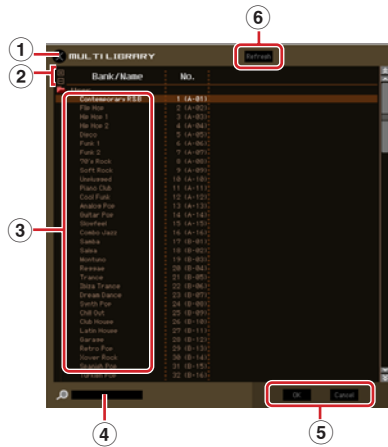 6
1
MULTI LIBRARY
Refresh
2
Bank/Name No.
Contemporary R&B 1 (A-01)
Flip Hop 2 (A-02)
Hip Hop 1 3 (A-03)
Hip Hop 2 4 (A-04)
Disco 5 (A-05)
Funk 1 6 (A-06)
Funk 2 7 (A-07)
70's Rock 8 (A-08)
Soft Rock 9 (A-09)
Unplugged 10 (A-10)
Piano Club 11 (A-11)
Cool Funk 12 (A-12)
Analog Pop 13 (A-13)
Guitar Pop 14 (A-14)
Slowfeel 15 (A-15)
3
Combo Jazz 16 (A-16)
Samba 17 (B-01)
Salsa 18 (B-02)
Montuno 19 (B-03)
Reggae 20 (B-04)
Trance 21 (B-05)
Ibiza Trance 22 (B-06)
Dream Dance 23 (B-07)
Synth Pop 24 (B-08)
Chill Out 25 (B-09)
Club House 26 (B-10)
Latin House 27 (B-11)
Garage 28 (B-12)
Retro Pop 29 (B-13)
Xover Rock 30 (B-14)
Spanish Pop 31 (B-15)
Turkish Pop 32 (B-16)
OK Cancel
4
5